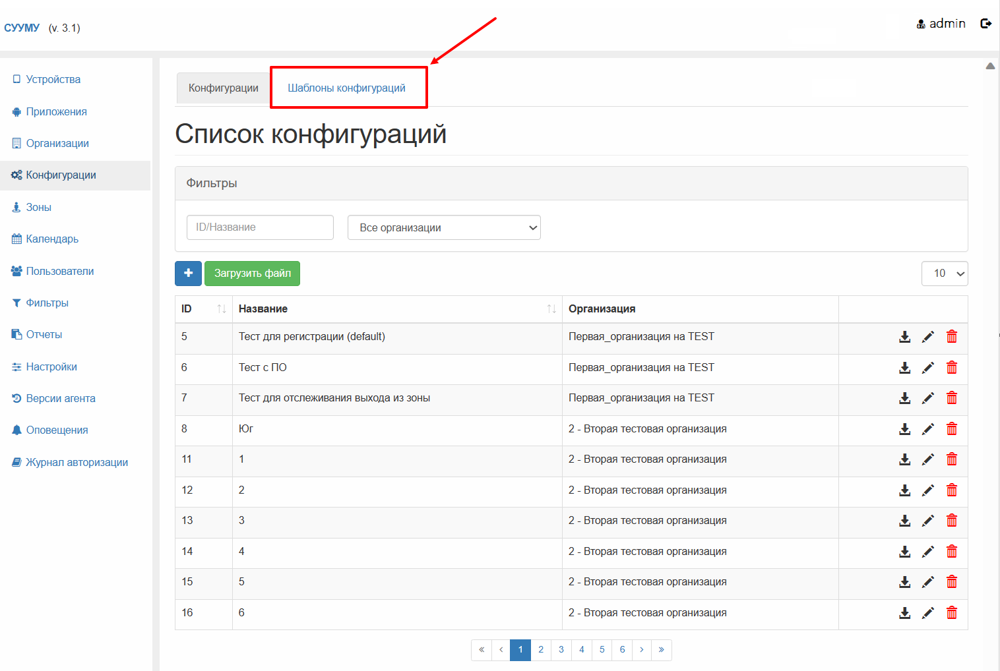 СУУМУ (v. 3.1)
admin
Устройства
Приложения
Организации
Конфигурации
Зоны
Календарь
Пользователи
Фильтры
Отчеты
Настройки
Версии агента
Оповещения
Журнал авторизации
Конфигурации Шаблоны конфигураций
Список конфигураций
Фильтры
ID/Название Все организации
+ Загрузить файл 10
ID Название Организация
5 Тест для регистрации (default) Первая_организация на TEST
6 Тест с ПО Первая_организация на TEST
7 Тест для отслеживания выхода из зоны Первая_организация на TEST
8 Юг 2 - Вторая тестовая организация
11 1 2 - Вторая тестовая организация
12 2 2 - Вторая тестовая организация
13 3 2 - Вторая тестовая организация
14 4 2 - Вторая тестовая организация
15 5 2 - Вторая тестовая организация
16 6 2 - Вторая тестовая организация
« ‹ 1 2 3 4 5 6 › »